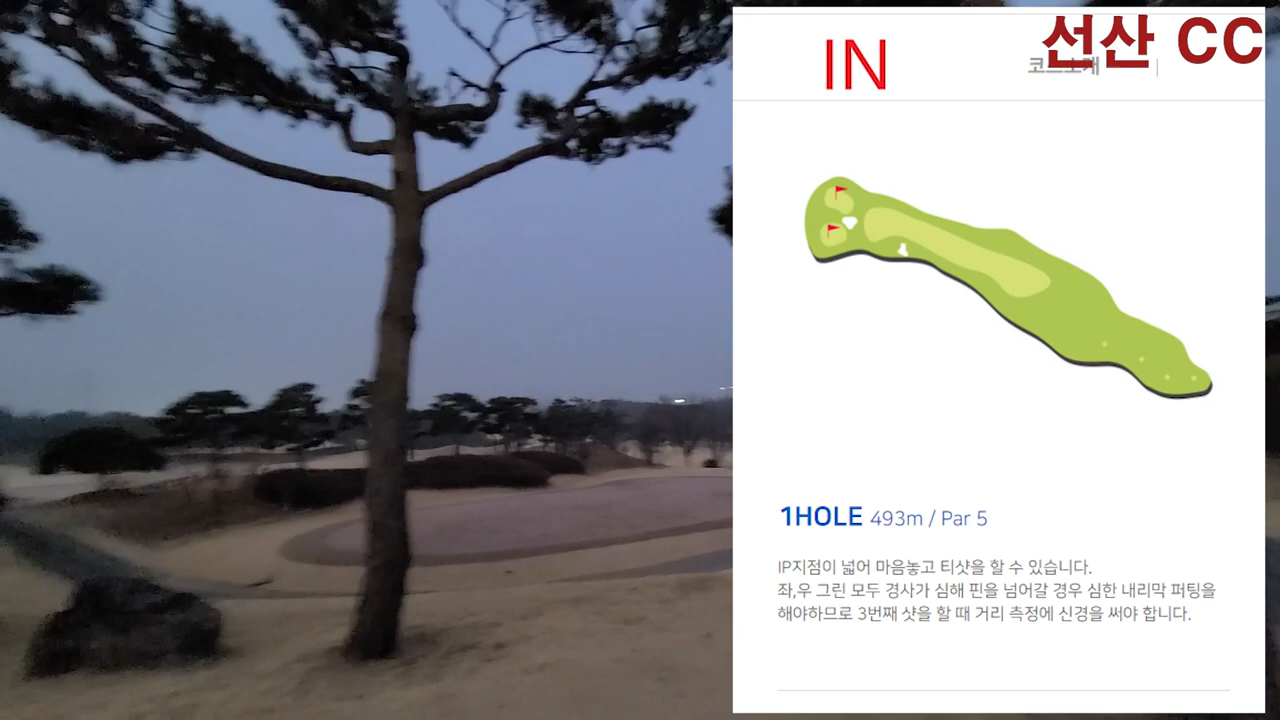 선산 CC
IN
코스소개
1HOLE 493m / Par 5
IP지점이 넓어 마음놓고 티샷을 할 수 있습니다.
좌,우 그린 모두 경사가 심해 핀을 넘어갈 경우 심한 내리막 퍼팅을
해야하므로 3번째 샷을 할 때 거리 측정에 신경을 써야 합니다.